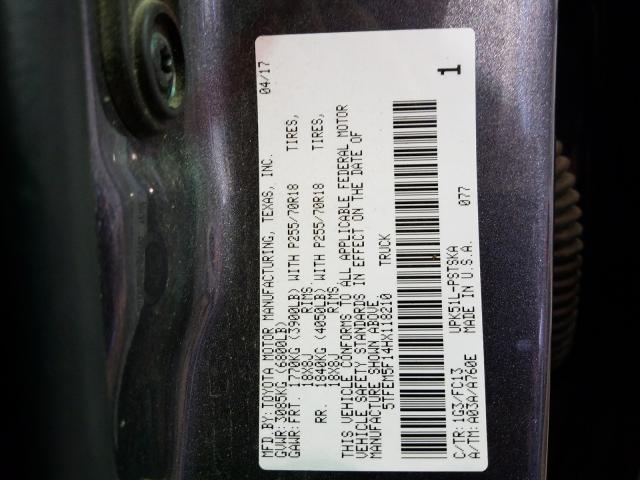 MFD.BY:TOYOTA MOTOR MANUFACTURING, TEXAS, INC. 04/17
GVWR: 3085KG (6800LB)
GAWR:FRT. 1770KG (3900LB) WITH P255/70R18 TIRES,
18X8J RIMS.
RR. 1840KG (4050LB) WITH P255/70R18 TIRES,
18X8J RIMS.
THIS VEHICLE CONFORMS TO ALL APPLICABLE FEDERAL MOTOR
VEHICLE SAFETY STANDARDS IN EFFECT ON THE DATE OF
MANUFACTURE SHOWN ABOVE.
5TFEM5F14HX118210 TRUCK
C/TR: 1G3/FC13 UPK51L-PSTSKA 077
A/TM: A03A/A760E MADE IN U.S.A.
1